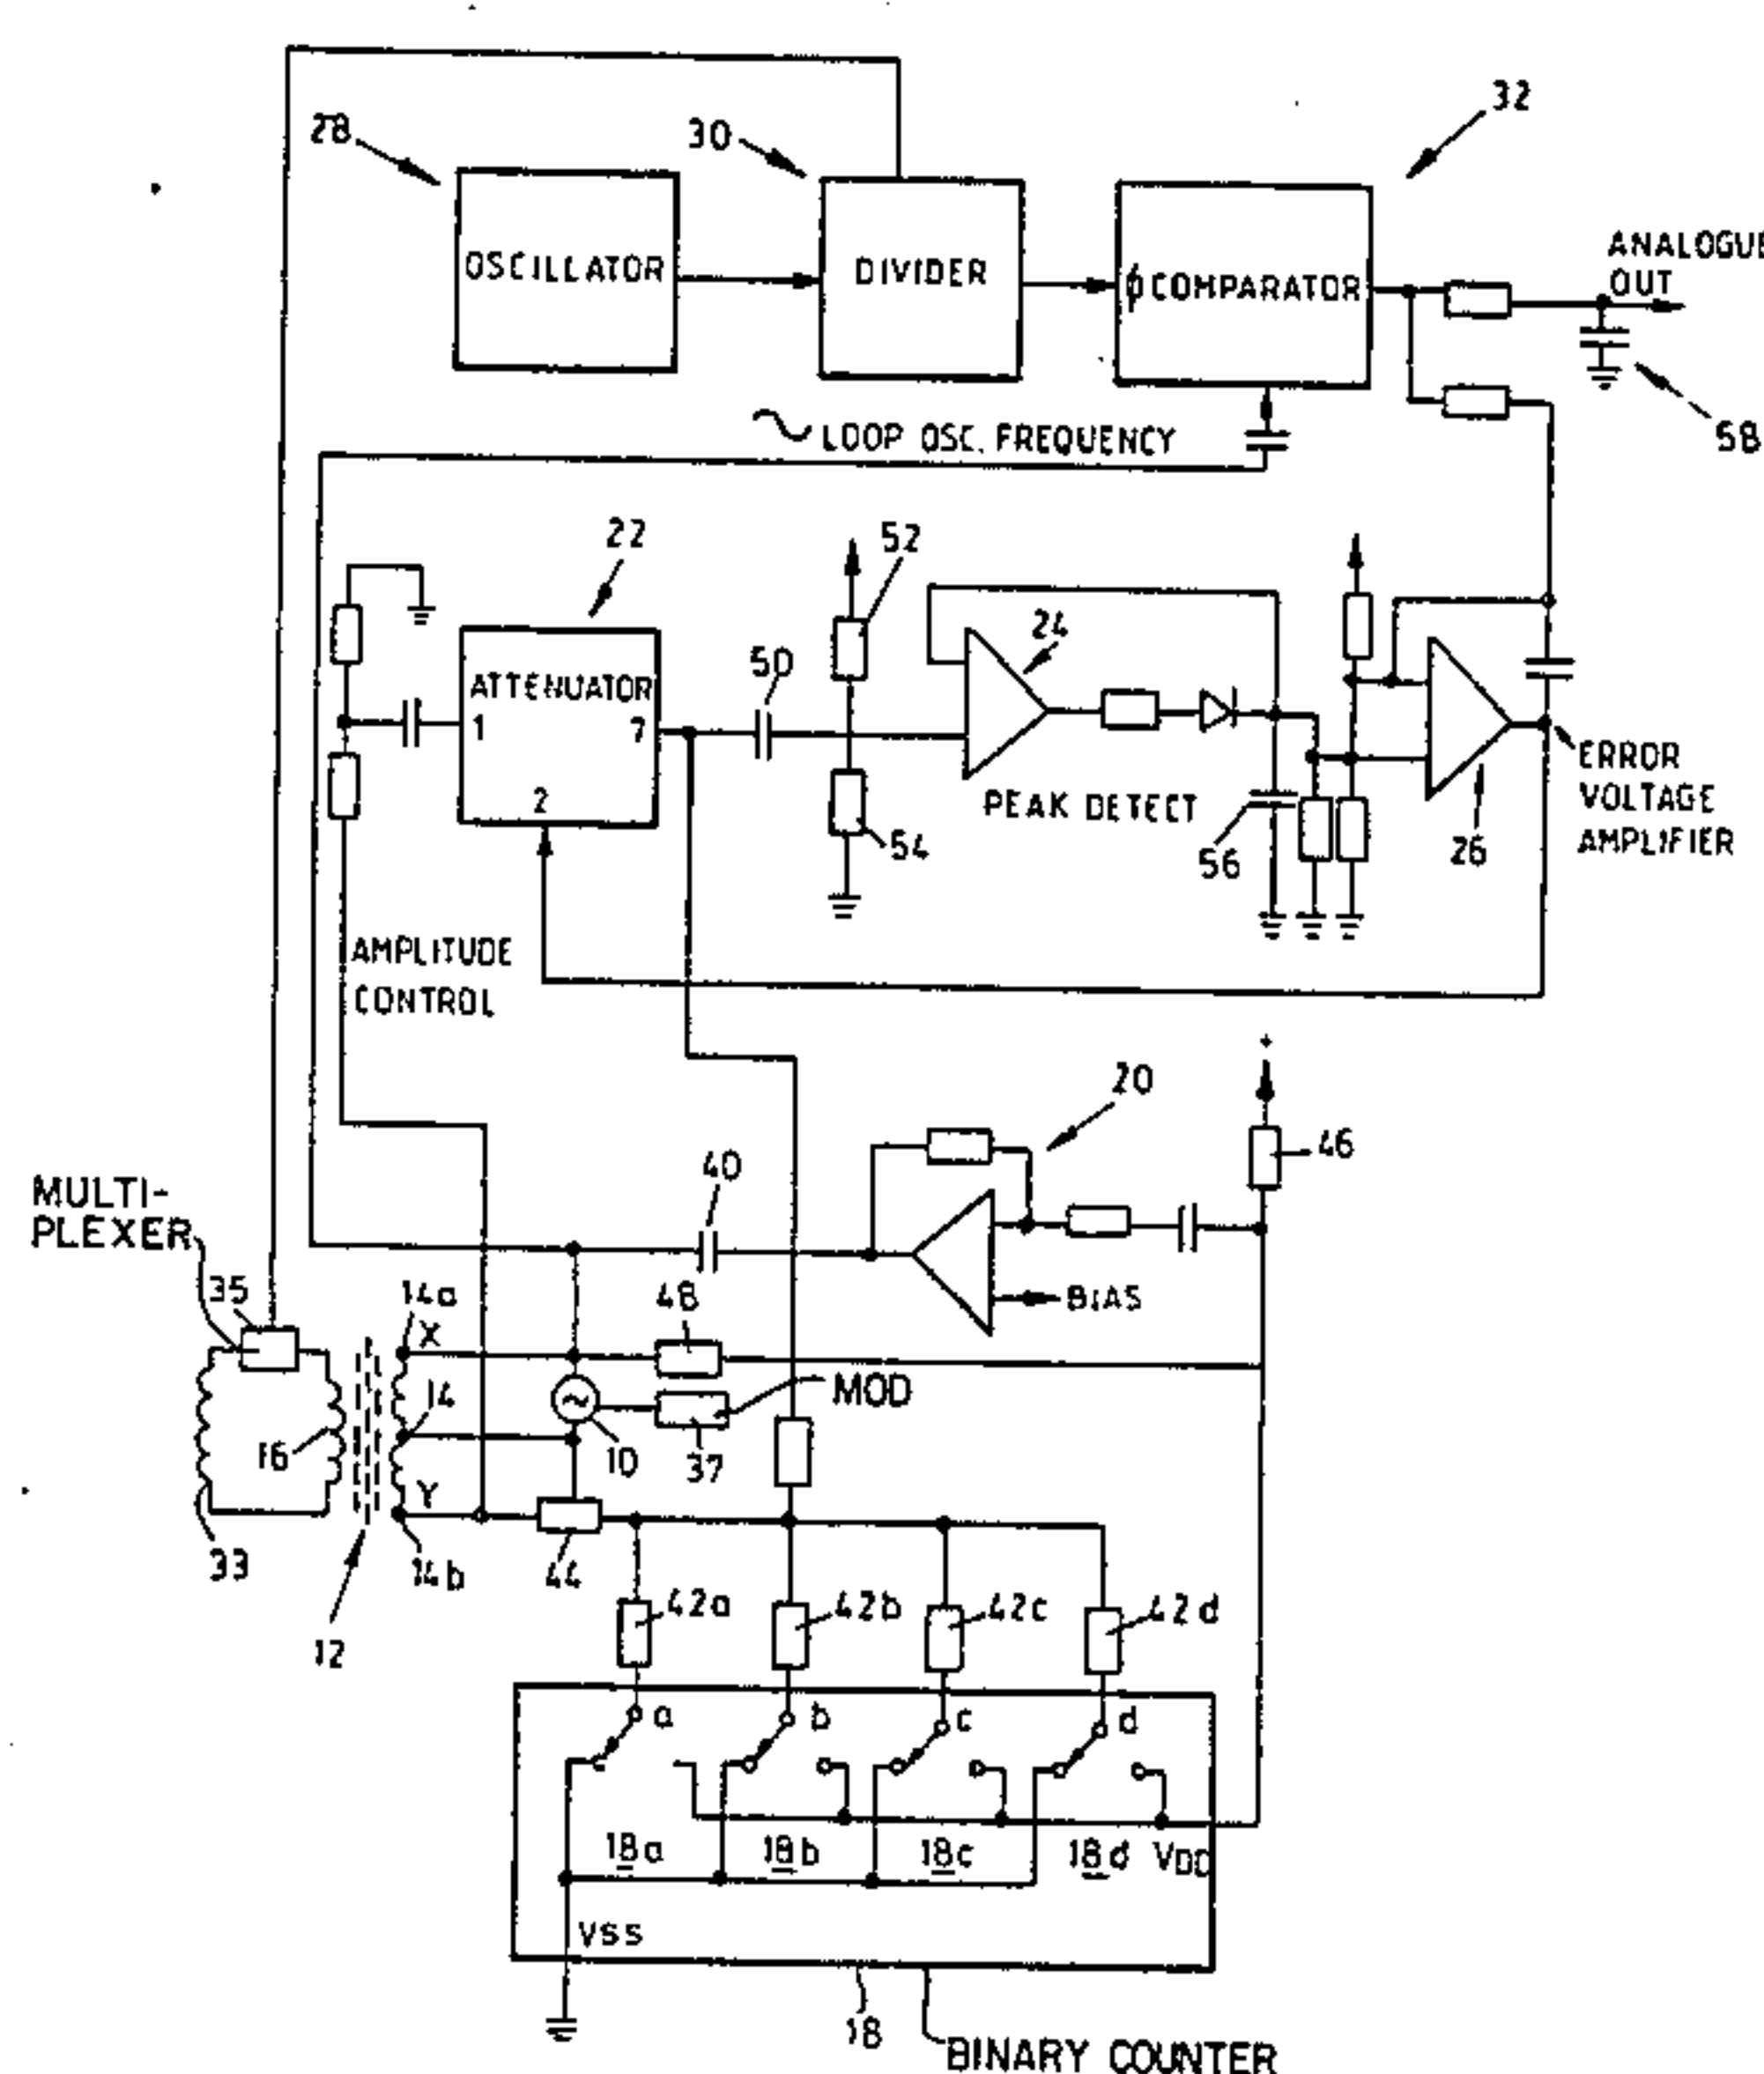 28
30
32
OSCILLATOR
DIVIDER
ϕ COMPARATOR
ANALOGUE
OUT
58
~ LOOP OSC. FREQUENCY
22
52
24
50
ATTENUATOR
1
7
2
PEAK DETECT
54
56
26
ERROR
VOLTAGE
AMPLIFIER
AMPLITUDE
CONTROL
20
46
40
MULTI-
PLEXER
35
14a
X
48
BIAS
14
MOD
16
10
37
Y
33
14b
44
12
42a
42b
42c
42d
a
b
c
d
18a
18b
18c
18d
VDD
VSS
18
BINARY COUNTER